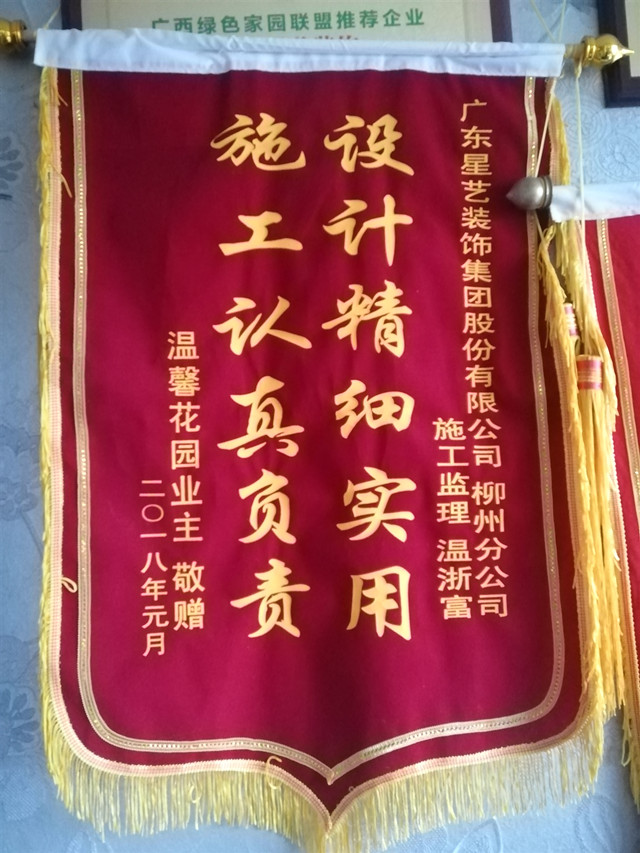 广西绿色家园联盟推荐企业
广东星艺装饰集团股份有限公司 柳州分公司
施工监理 温浙富
设计精细实用
施工认真负责
温馨花园业主 敬赠
二〇一八年元月